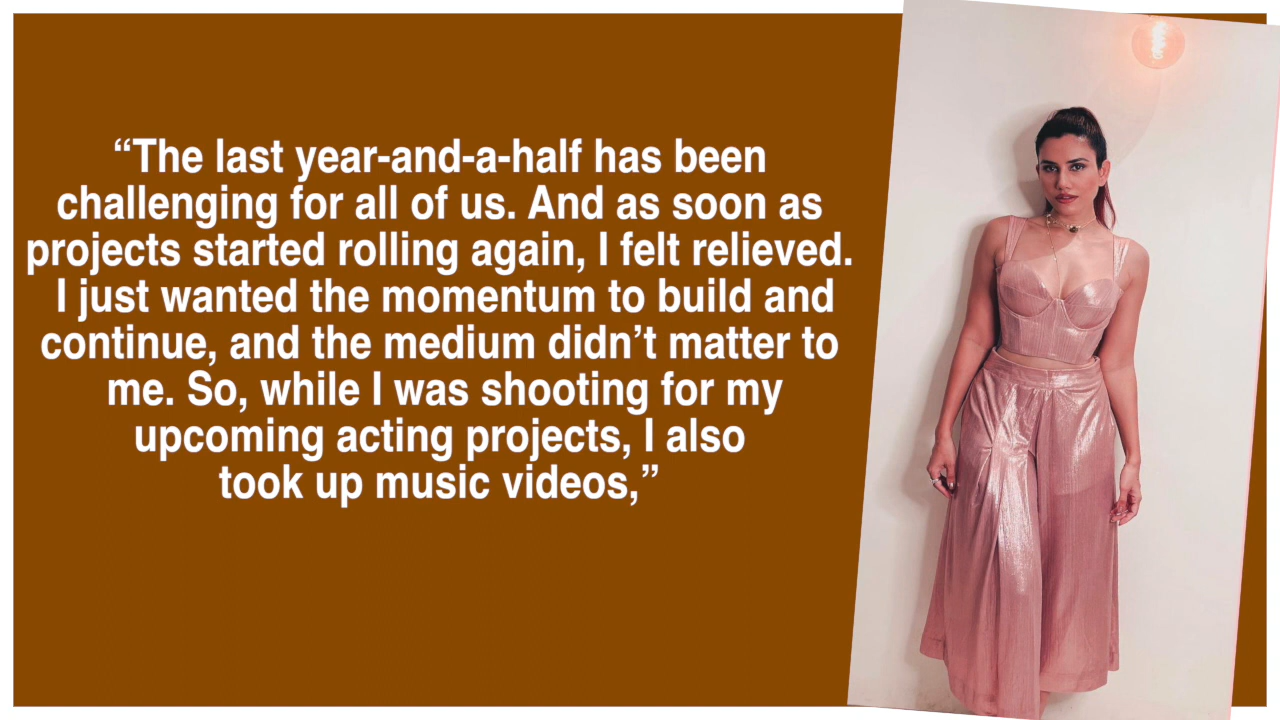 “The last year-and-a-half has been
challenging for all of us. And as soon as
projects started rolling again, I felt relieved.
I just wanted the momentum to build and
continue, and the medium didn’t matter to
me. So, while I was shooting for my
upcoming acting projects, I also
took up music videos,”